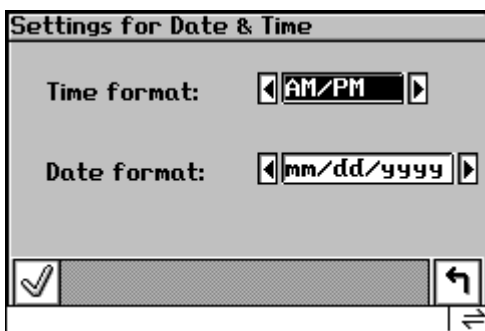 Settings for Date & Time
Time format: AM/PM
Date format: mm/dd/yyyy